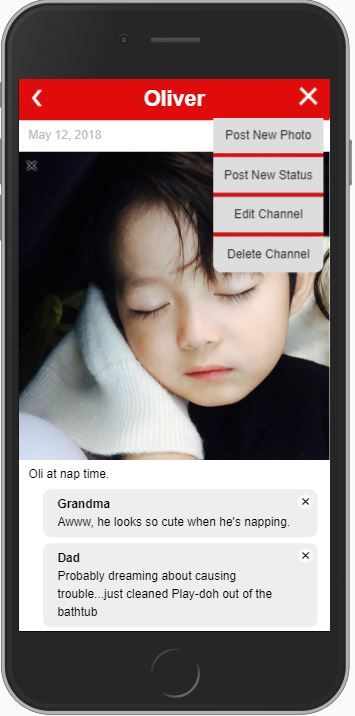 Oliver
May 12, 2018
Post New Photo
Post New Status
Edit Channel
Delete Channel
Oli at nap time.
Grandma
Awww, he looks so cute when he's napping.
Dad
Probably dreaming about causing
trouble...just cleaned Play-doh out of the
bathtub